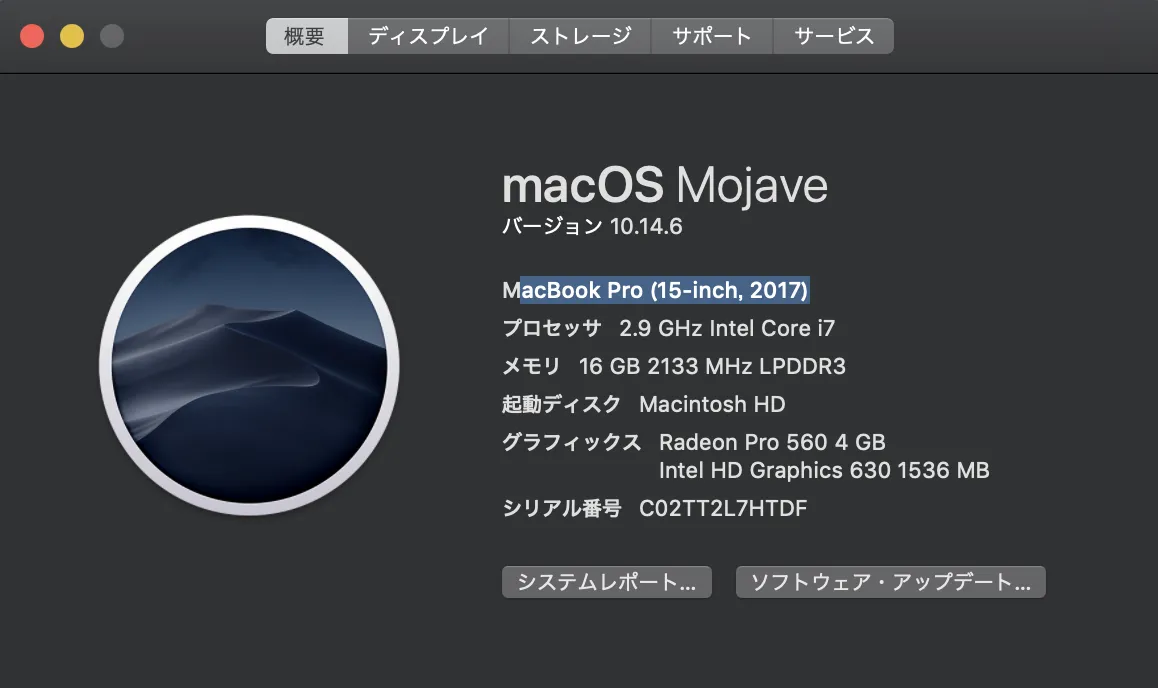 概要 ディスプレイ ストレージ サポート サービス
macOS Mojave
バージョン 10.14.6
MacBook Pro (15-inch, 2017)
プロセッサ 2.9 GHz Intel Core i7
メモリ 16 GB 2133 MHz LPDDR3
起動ディスク Macintosh HD
グラフィックス Radeon Pro 560 4 GB
Intel HD Graphics 630 1536 MB
シリアル番号 C02TT2L7HTDF
システムレポート... ソフトウェア・アップデート...